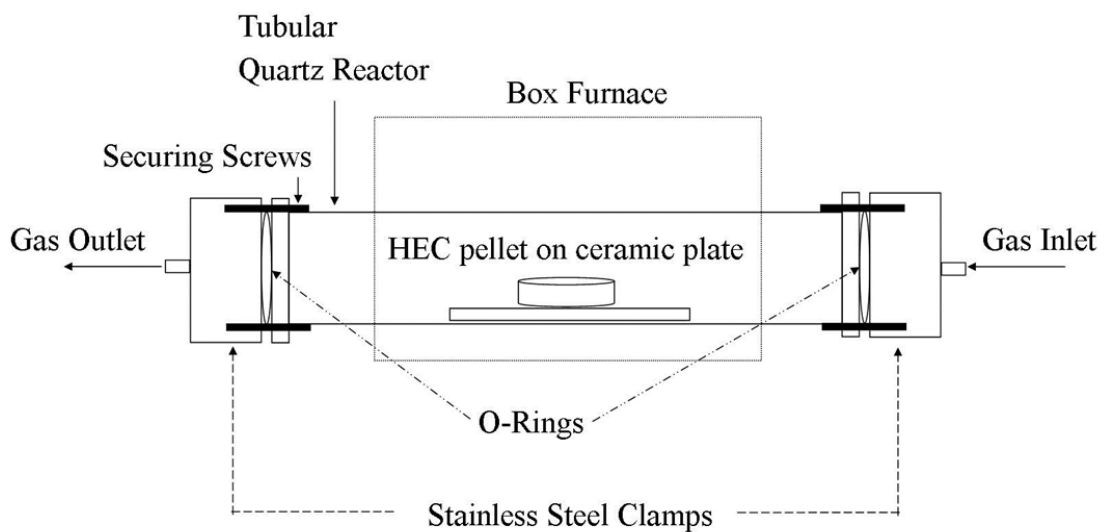 Tubular
Quartz Reactor
Box Furnace
Securing Screws
Gas Outlet
HEC pellet on ceramic plate
Gas Inlet
O-Rings
Stainless Steel Clamps